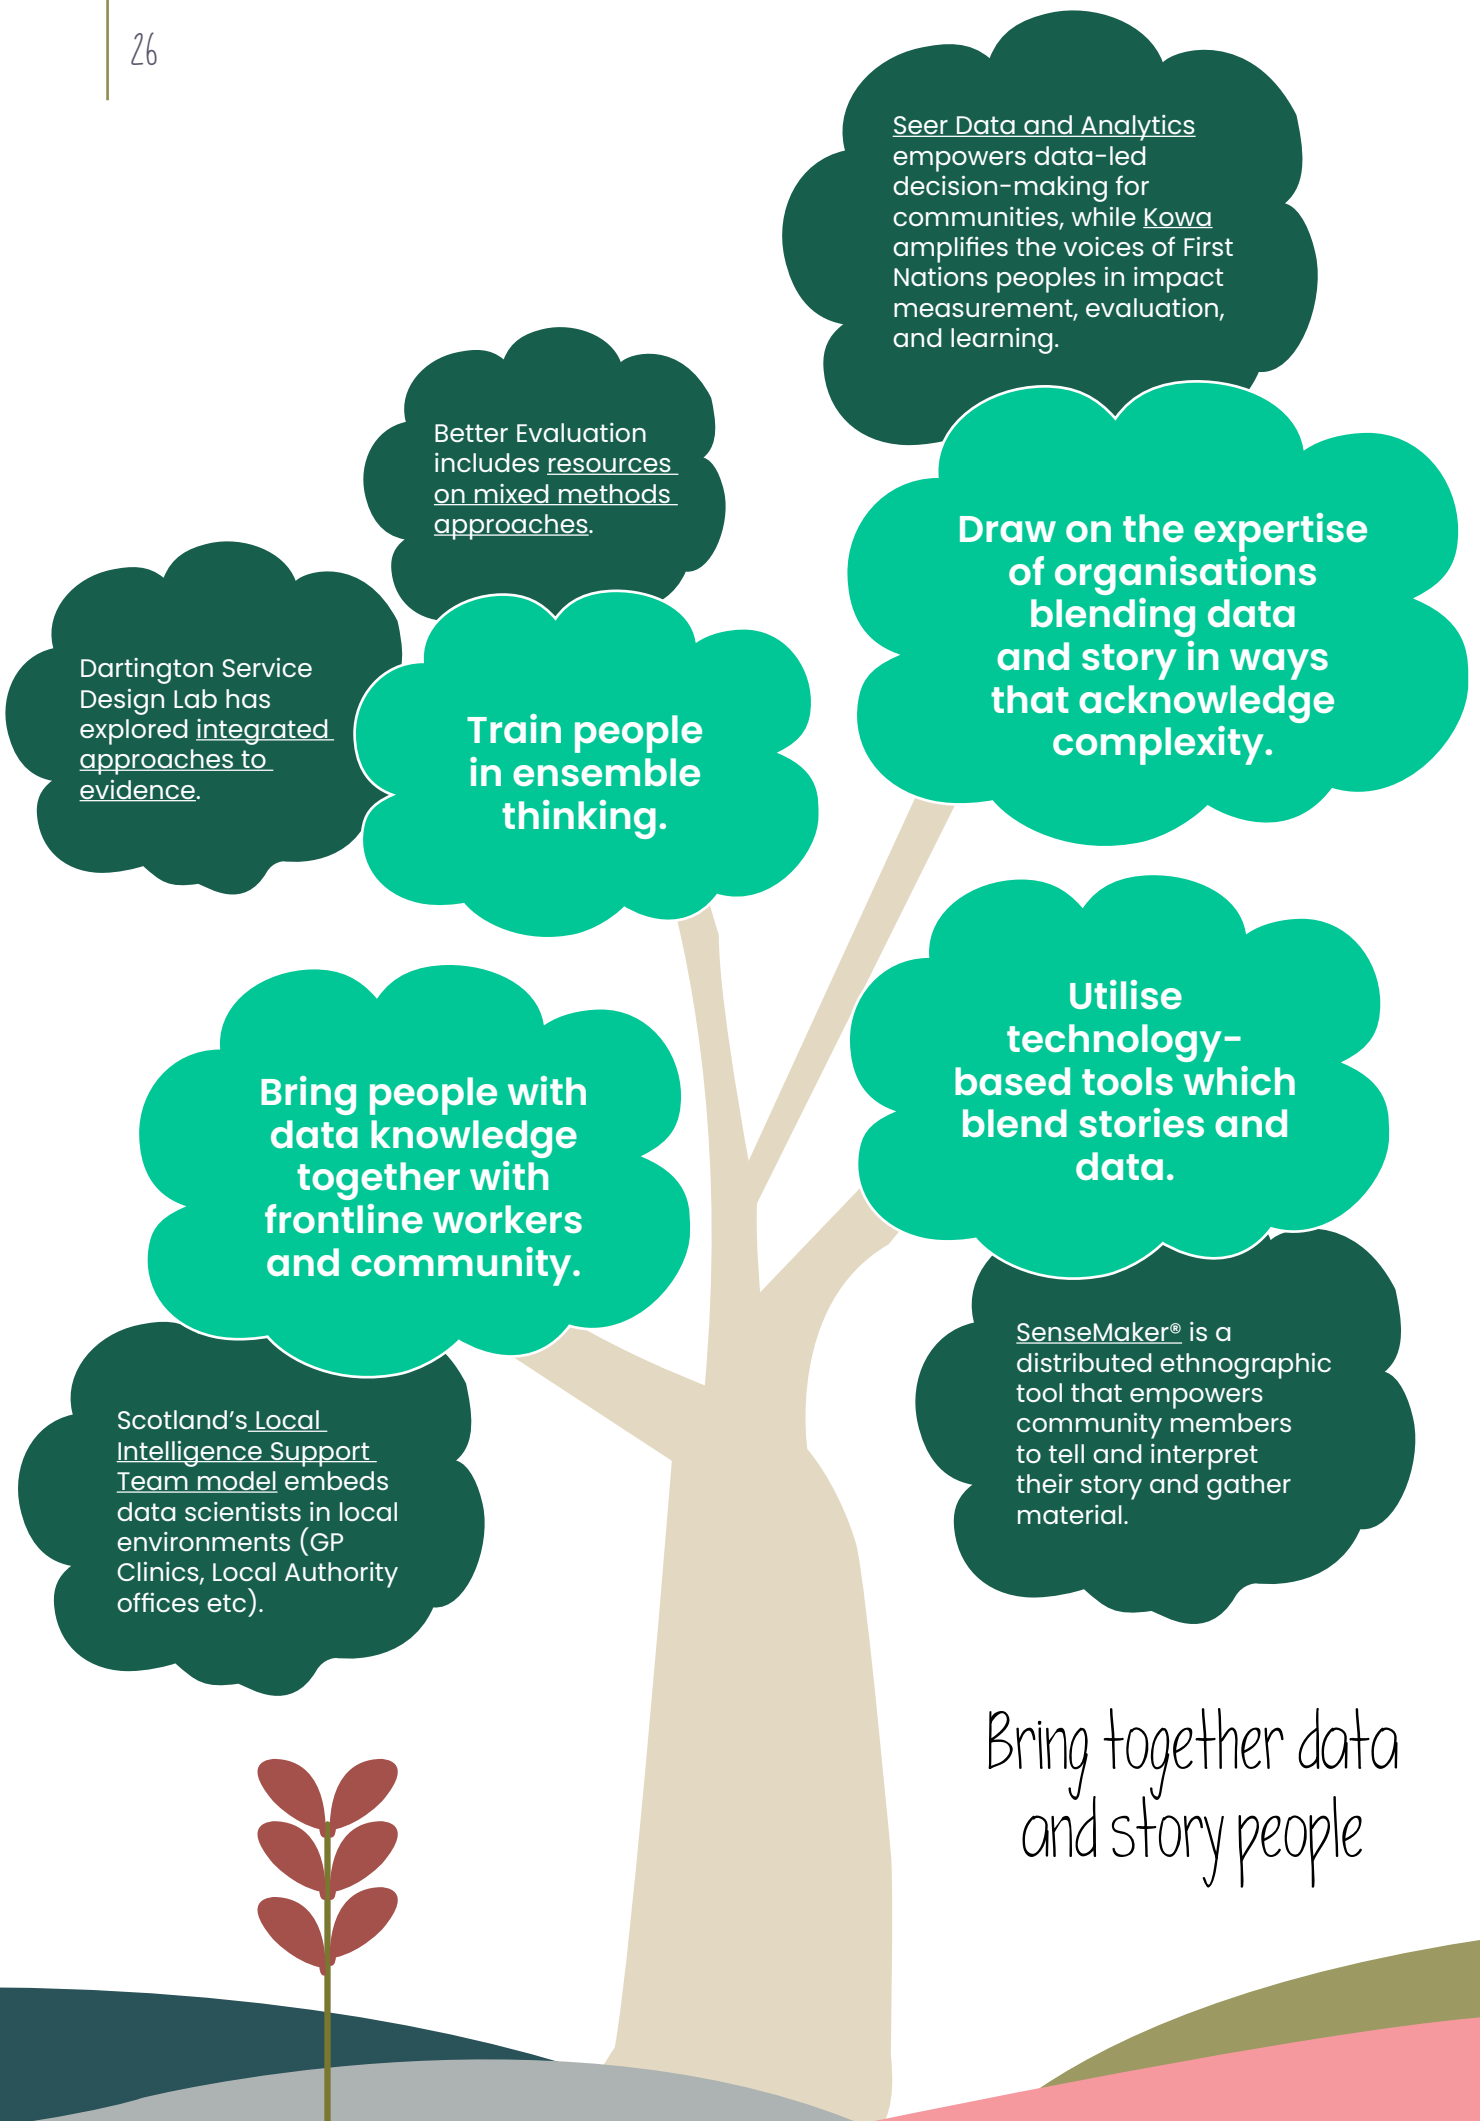 26
Seer Data and Analytics
empowers data-led
decision-making for
communities, while Kowa
amplifies the voices of First
Nations peoples in impact
measurement, evaluation,
and learning.
Draw on the expertise
of organisations
blending data
and story in ways
that acknowledge
complexity.
Better Evaluation
includes resources
on mixed methods
approaches.
Dartington Service
Design Lab has
explored integrated
approaches to
evidence.
Train people
in ensemble
thinking.
Utilise
technology-
based tools which
blend stories and
data.
SenseMaker® is a
distributed ethnographic
tool that empowers
community members
to tell and interpret
their story and gather
material.
Bring people with
data knowledge
together with
frontline workers
and community.
Scotland's Local
Intelligence Support
Team model embeds
data scientists in local
environments (GP
Clinics, Local Authority
offices etc).
Bring together data
and story people